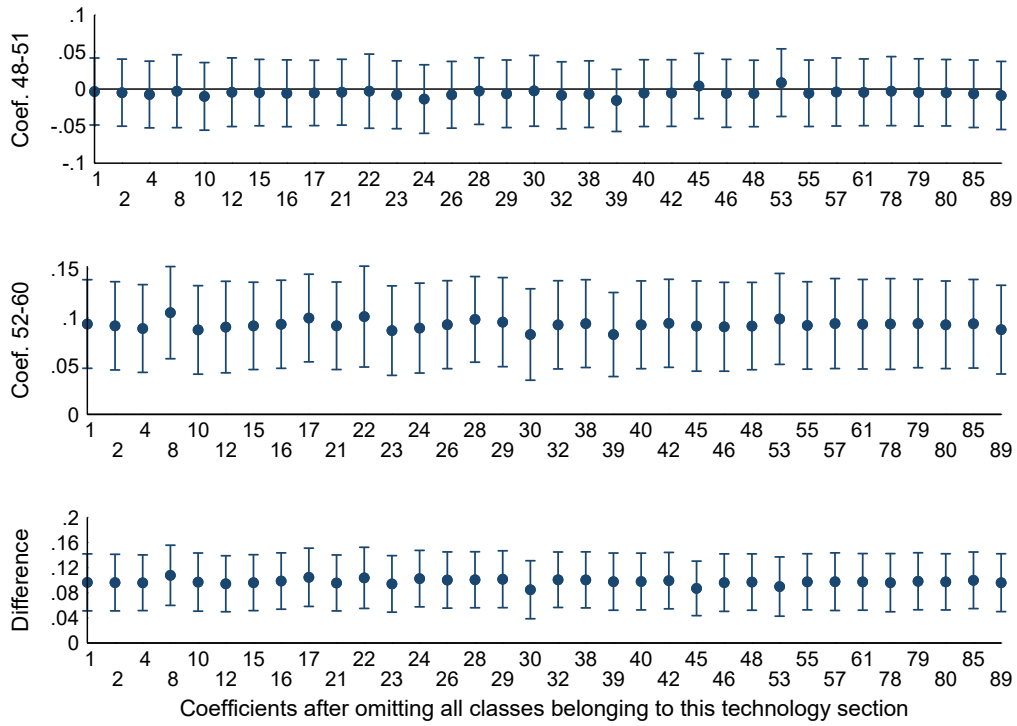 .1
.05
0
-.05
-.1
Coef. 48-51
1 4 10 15 17 22 24 28 30 38 40 45 48 55 61 79 85
2 8 12 16 21 23 26 29 32 39 42 46 53 57 78 80 89
.15
.1
.05
0
Coef. 52-60
1 4 10 15 17 22 24 28 30 38 40 45 48 55 61 79 85
2 8 12 16 21 23 26 29 32 39 42 46 53 57 78 80 89
.2
.16
.12
.08
.04
0
Difference
1 4 10 15 17 22 24 28 30 38 40 45 48 55 61 79 85
2 8 12 16 21 23 26 29 32 39 42 46 53 57 78 80 89
Coefficients after omitting all classes belonging to this technology section